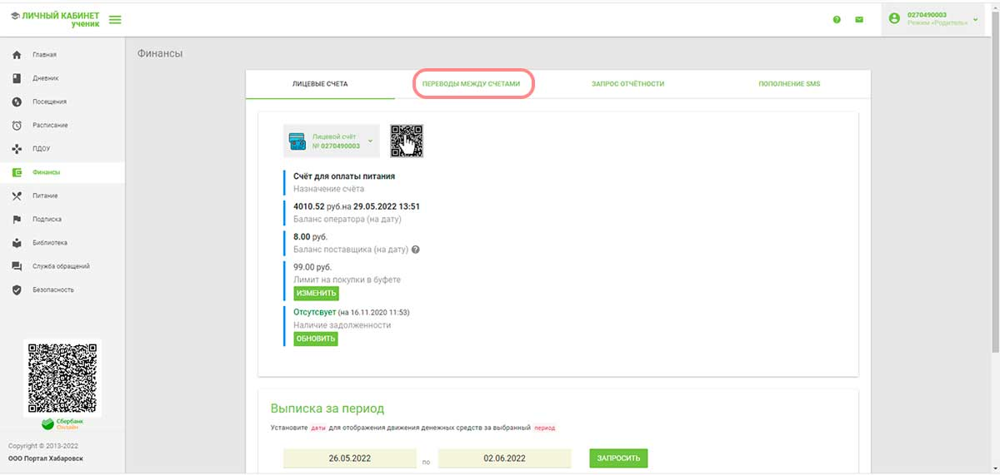 ЛИЧНЫЙ КАБИНЕТ
ученик
0270490003
Режим «Родитель»
Главная
Дневник
Посещения
Расписание
ПДОУ
Финансы
Питание
Подписка
Библиотека
Служба обращений
Безопасность
Сбербанк
Онлайн
Copyright © 2013-2022
ООО Портал Хабаровск
Финансы
ЛИЦЕВЫЕ СЧЕТА
ПЕРЕВОДЫ МЕЖДУ СЧЕТАМИ
ЗАПРОС ОТЧЁТНОСТИ
ПОПОЛНЕНИЕ SMS
Лицевой счёт
№ 0270490003
Счёт для оплаты питания
Назначение счёта
4010.52 руб.на 29.05.2022 13:51
Баланс оператора (на дату)
8.00 руб.
Баланс поставщика (на дату) ?
99.00 руб.
Лимит на покупки в буфете
ИЗМЕНИТЬ
Отсутсвует (на 16.11.2020 11:53)
Наличие задолженности
ОБНОВИТЬ
Выписка за период
Установите даты для отображения движения денежных средств за выбранный период
26.05.2022 по 02.06.2022 ЗАПРОСИТЬ